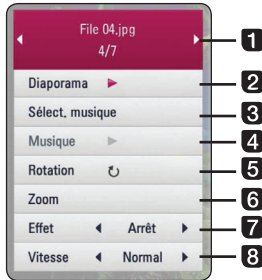 File 04.jpg
1
4/7
Diaporama
2
Sélect. musique
3
Musique
4
Rotation
5
Zoom
6
Effet Arrêt
7
Vitesse Normal
8